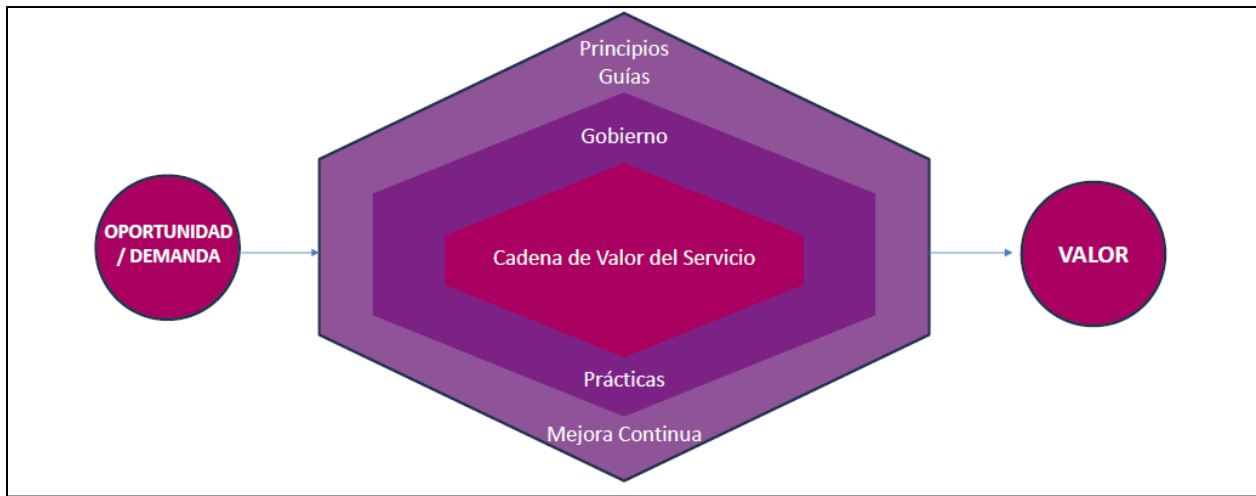 Principios
Guías
Gobierno
OPORTUNIDAD
/ DEMANDA
Cadena de Valor del Servicio
VALOR
Prácticas
Mejora Continua